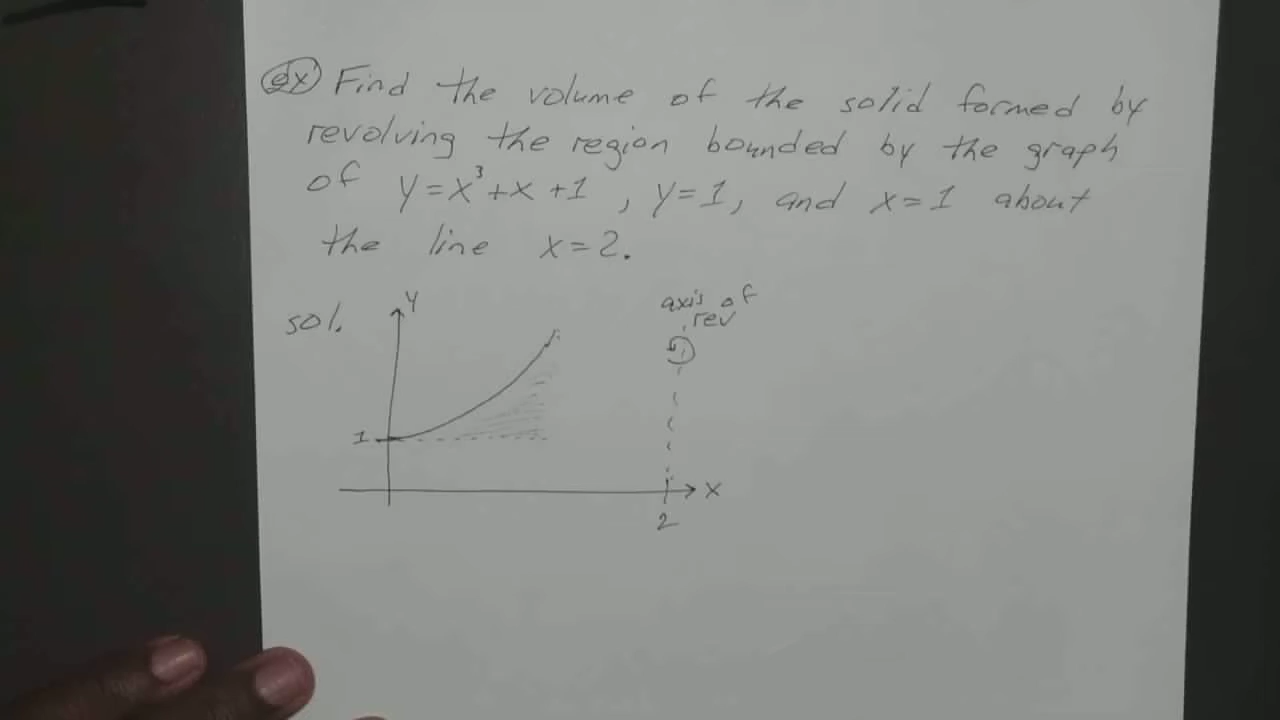 ex Find the volume of the solid formed by
revolving the region bounded by the graph
of y=x³+x+1, y=1, and x=1 about
the line x=2.
sol.
y
axis of
rev
1
x
2